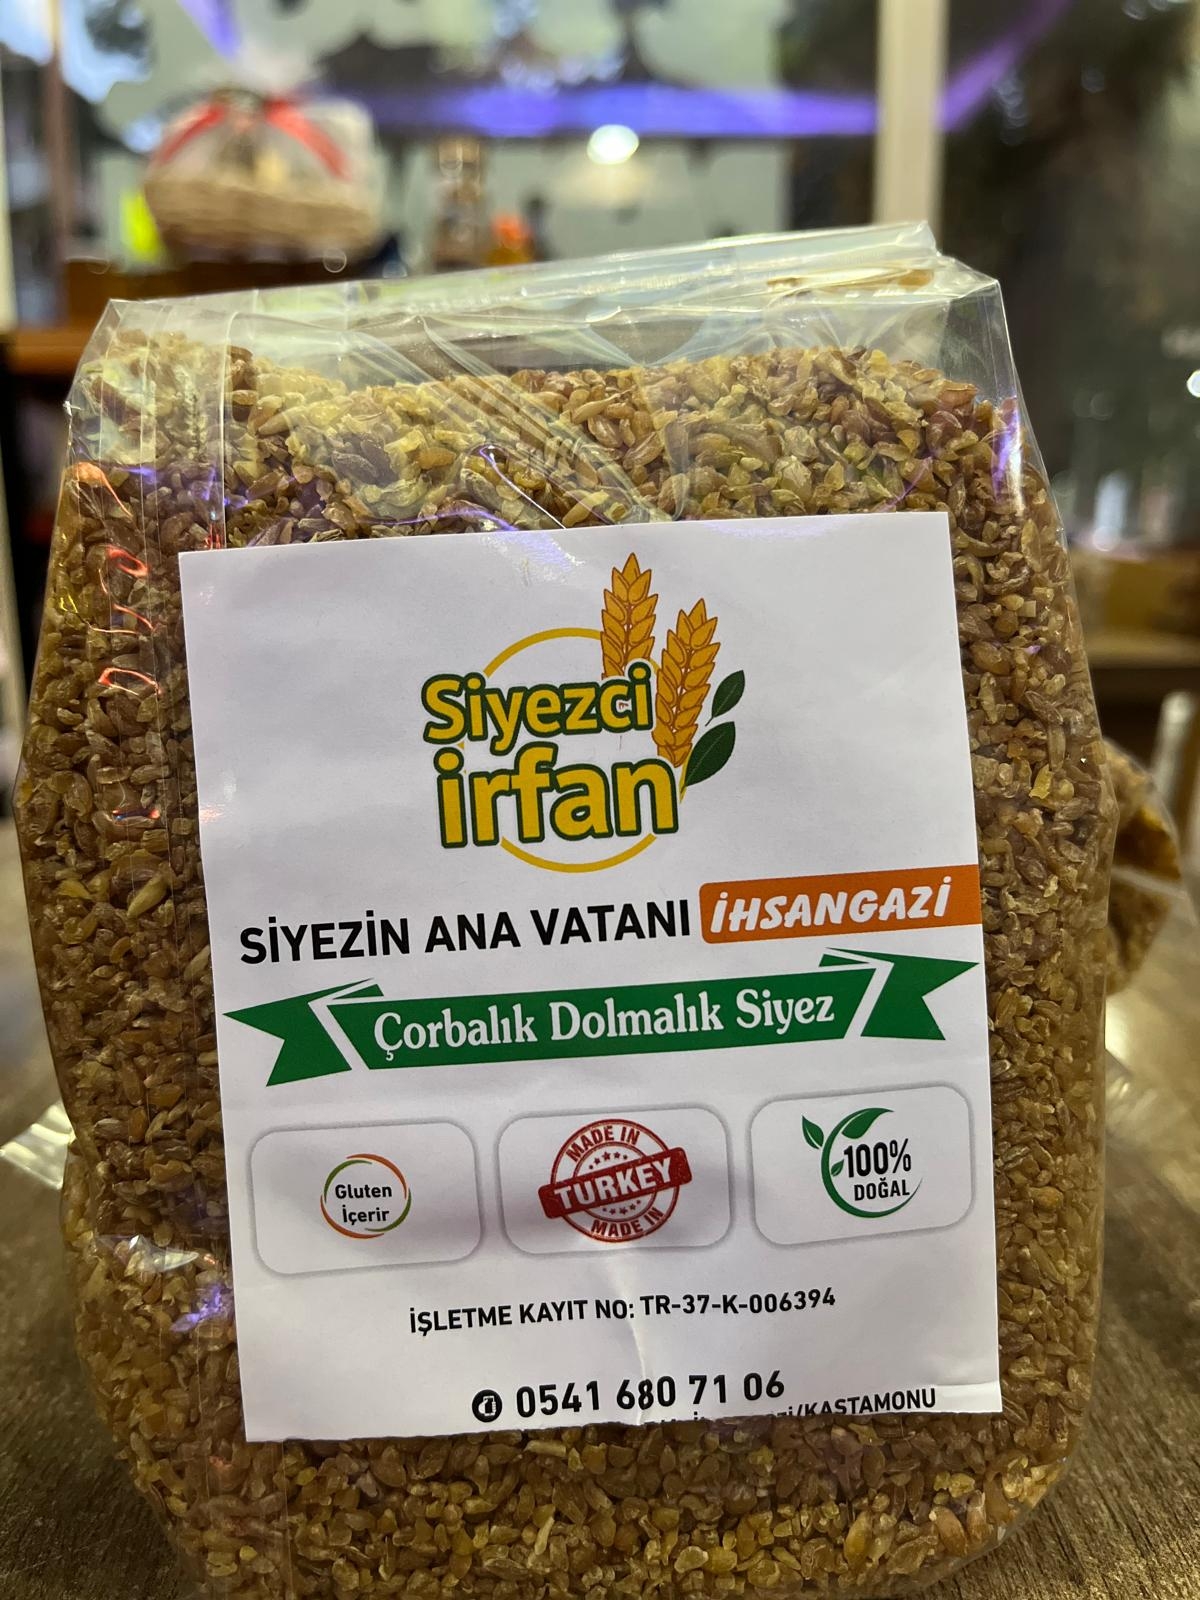 Siyezci
irfan
SİYEZİN ANA VATANI İHSANGAZİ
Çorbalık Dolmalık Siyez
Gluten
İçerir
MADE IN
TURKEY
MADE IN
100%
DOĞAL
İŞLETME KAYIT NO: TR-37-K-006394
0541 680 71 06
/KASTAMONU